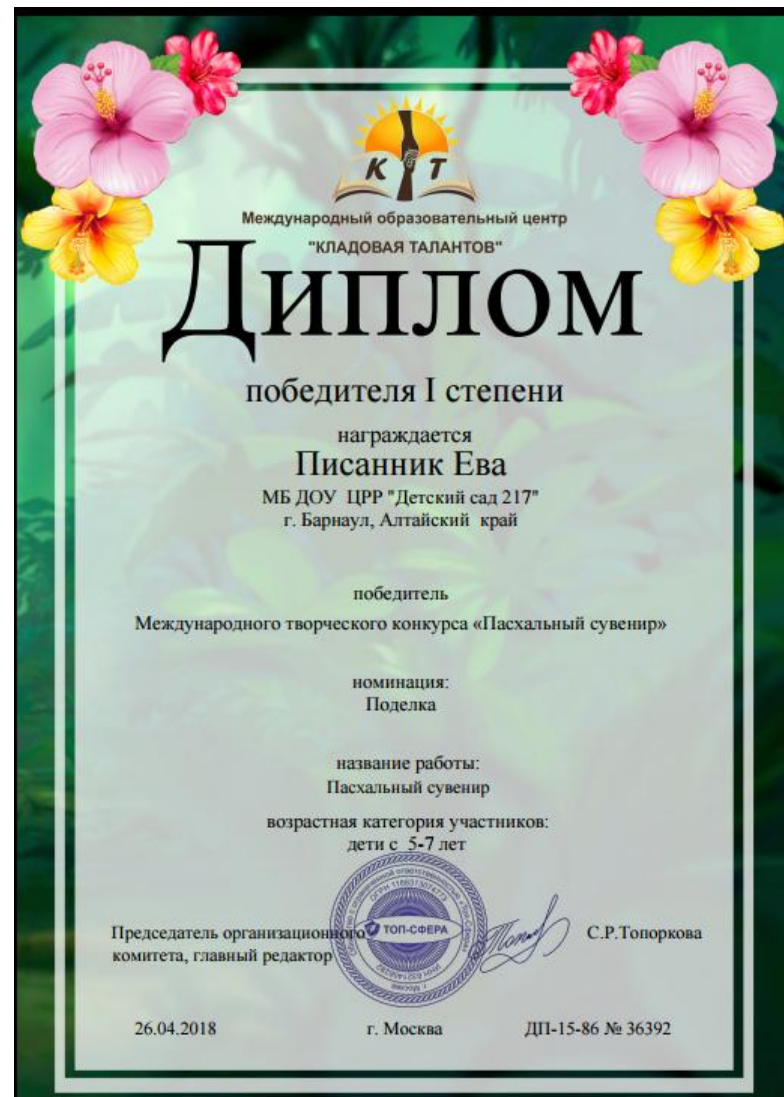 К Т
Международный образовательный центр
"КЛАДОВАЯ ТАЛАНТОВ"
Диплом
победителя I степени
награждается
Писанник Ева
МБ ДОУ ЦРР "Детский сад 217"
г. Барнаул, Алтайский край
победитель
Международного творческого конкурса «Пасхальный сувенир»
номинация:
Поделка
название работы:
Пасхальный сувенир
возрастная категория участников:
дети с 5-7 лет
Председатель организационного
комитета, главный редактор
ТОП-СФЕРА
С.Р.Топоркова
26.04.2018 г. Москва ДП-15-86 № 36392